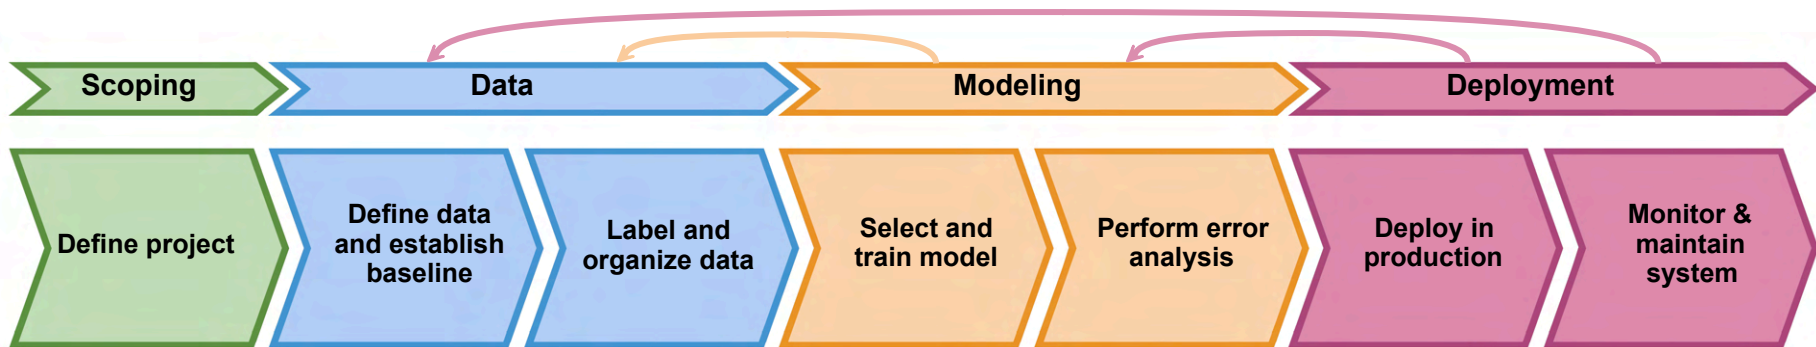 Scoping
Data
Modeling
Deployment
Define project
Define data
and establish
baseline
Label and
organize data
Select and
train model
Perform error
analysis
Deploy in
production
Monitor &
maintain
system